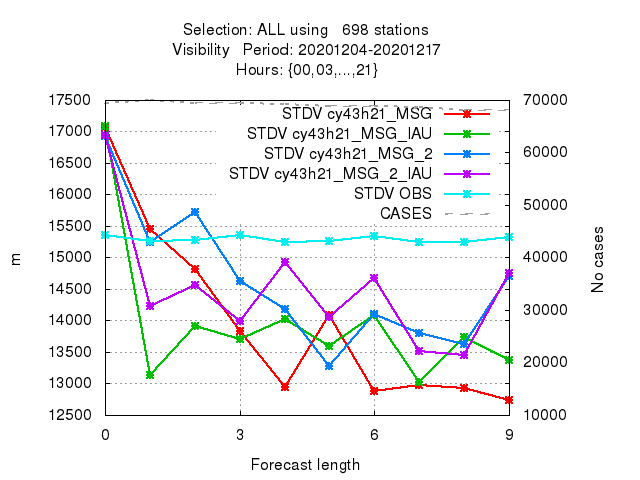 Selection: ALL using   698 stations
Visibility   Period: 20201204-20201217
Hours: {00,03,...,21}
17500 70000
STDV cy43h21_MSG
17000 STDV cy43h21_MSG_IAU
60000
16500 STDV cy43h21_MSG_2
16000 STDV cy43h21_MSG_2_IAU
STDV OBS
50000
15500 CASES
15000 40000
14500
14000 30000
13500
20000
13000
12500 10000
m
No cases
0 3 6 9
Forecast length